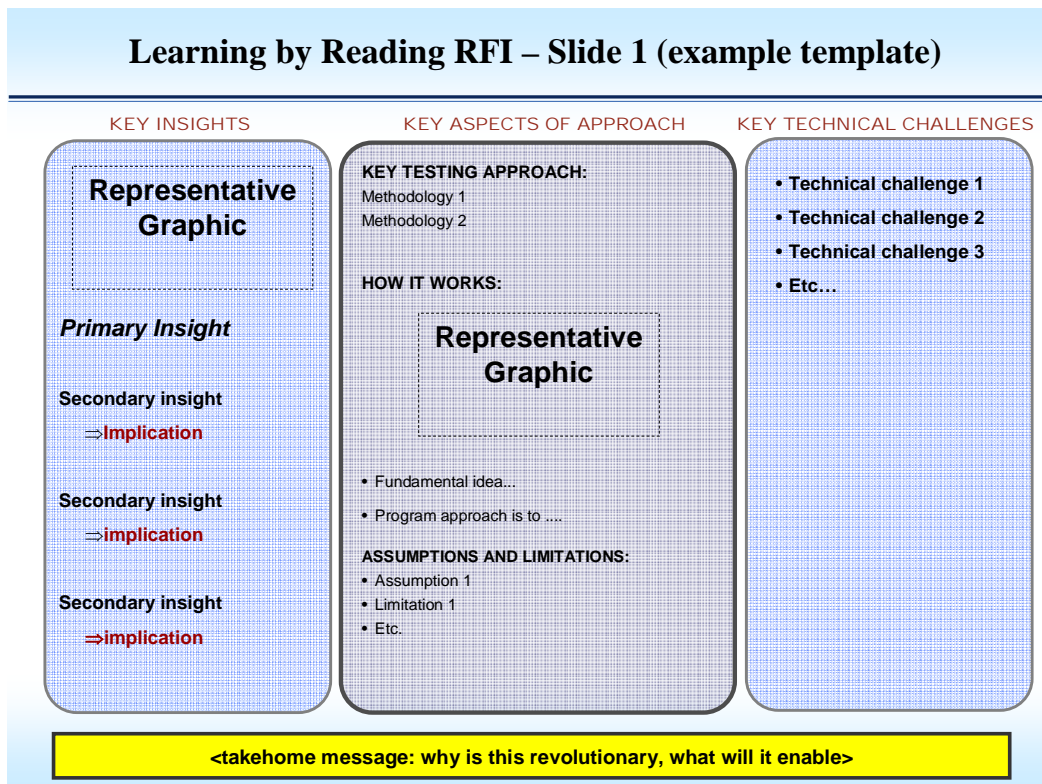 Learning by Reading RFI – Slide 1 (example template)
KEY INSIGHTS
Representative
Graphic
Primary Insight
Secondary insight
⇒Implication
Secondary insight
⇒implication
Secondary insight
⇒implication
KEY ASPECTS OF APPROACH
KEY TESTING APPROACH:
Methodology 1
Methodology 2
HOW IT WORKS:
Representative
Graphic
• Fundamental idea...
• Program approach is to ....
ASSUMPTIONS AND LIMITATIONS:
• Assumption 1
• Limitation 1
• Etc.
KEY TECHNICAL CHALLENGES
• Technical challenge 1
• Technical challenge 2
• Technical challenge 3
• Etc…
<takehome message: why is this revolutionary, what will it enable>